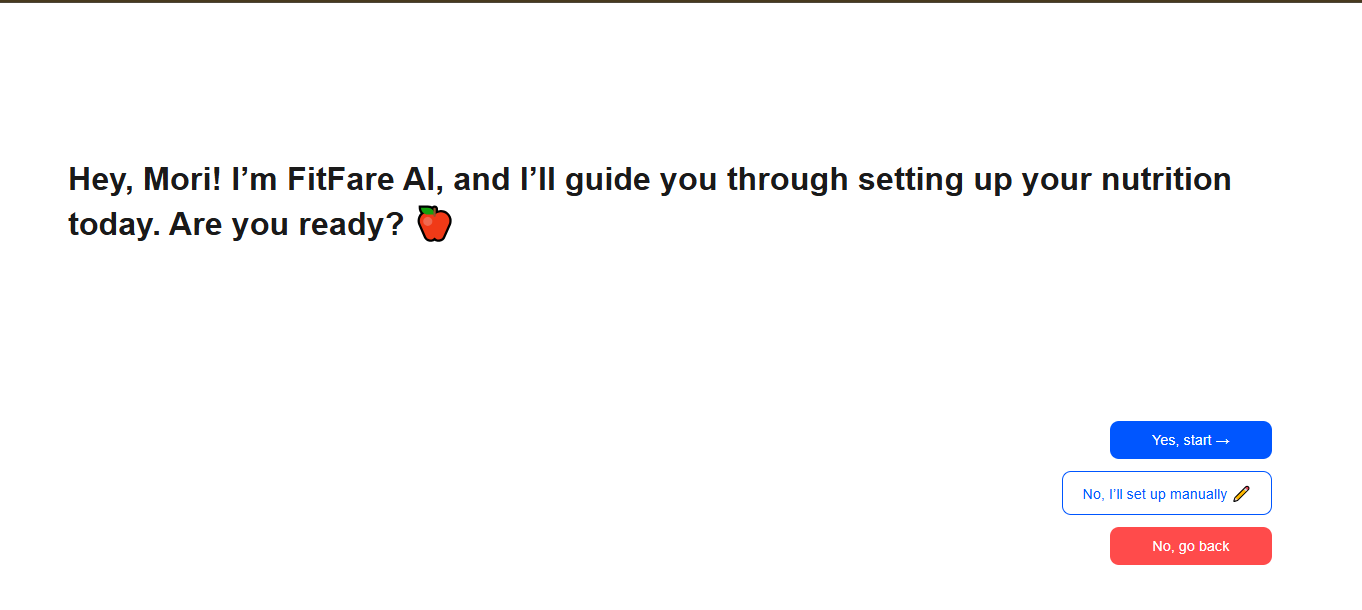 Hey, Mori! I’m FitFare AI, and I’ll guide you through setting up your nutrition
today. Are you ready? 🍎
Yes, start →
No, I’ll set up manually ✏️
No, go back